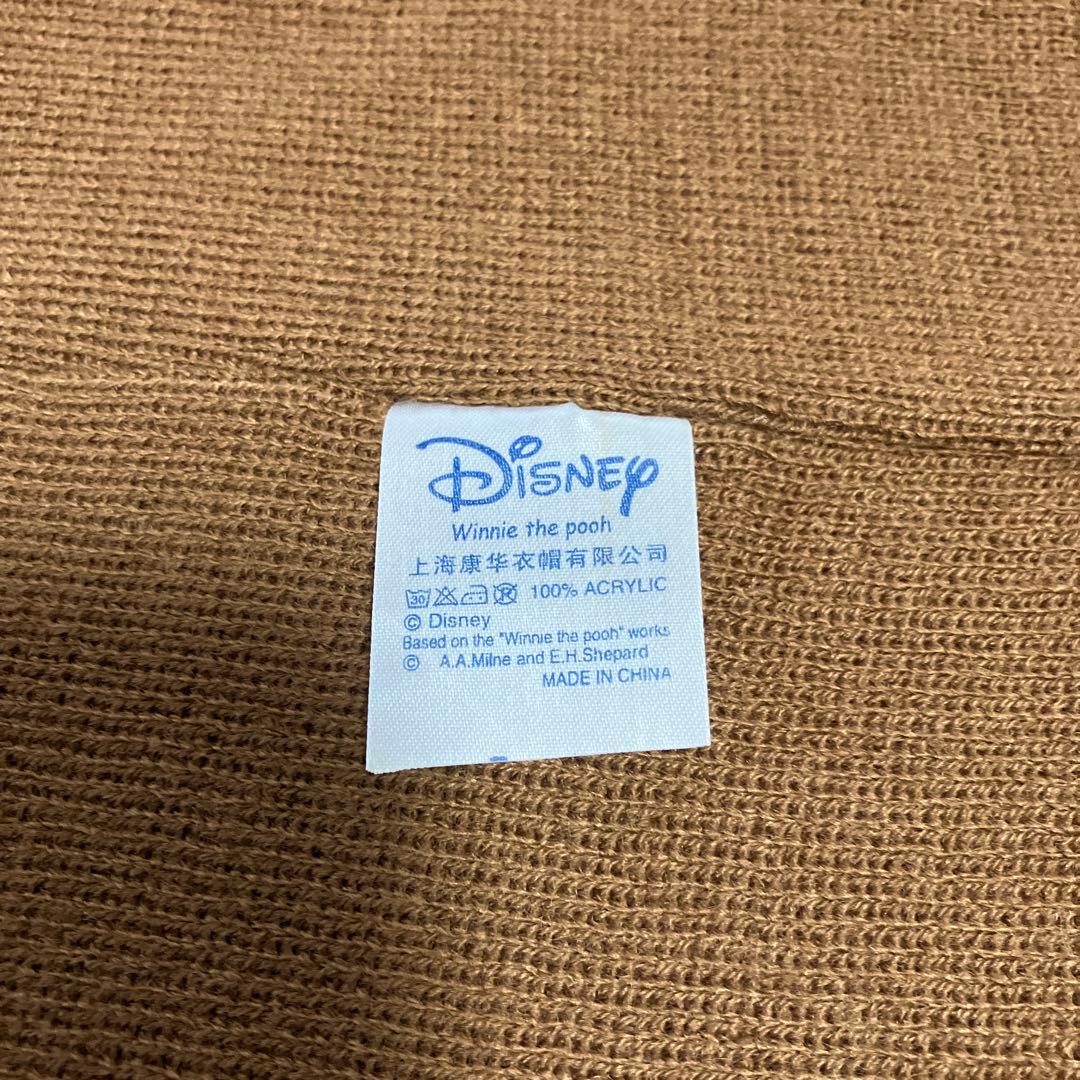 Disney
Winnie the pooh
上海康华衣帽有限公司
30 100% ACRYLIC
© Disney
Based on the "Winnie the pooh" works
© A.A.Milne and E.H.Shepard
MADE IN CHINA